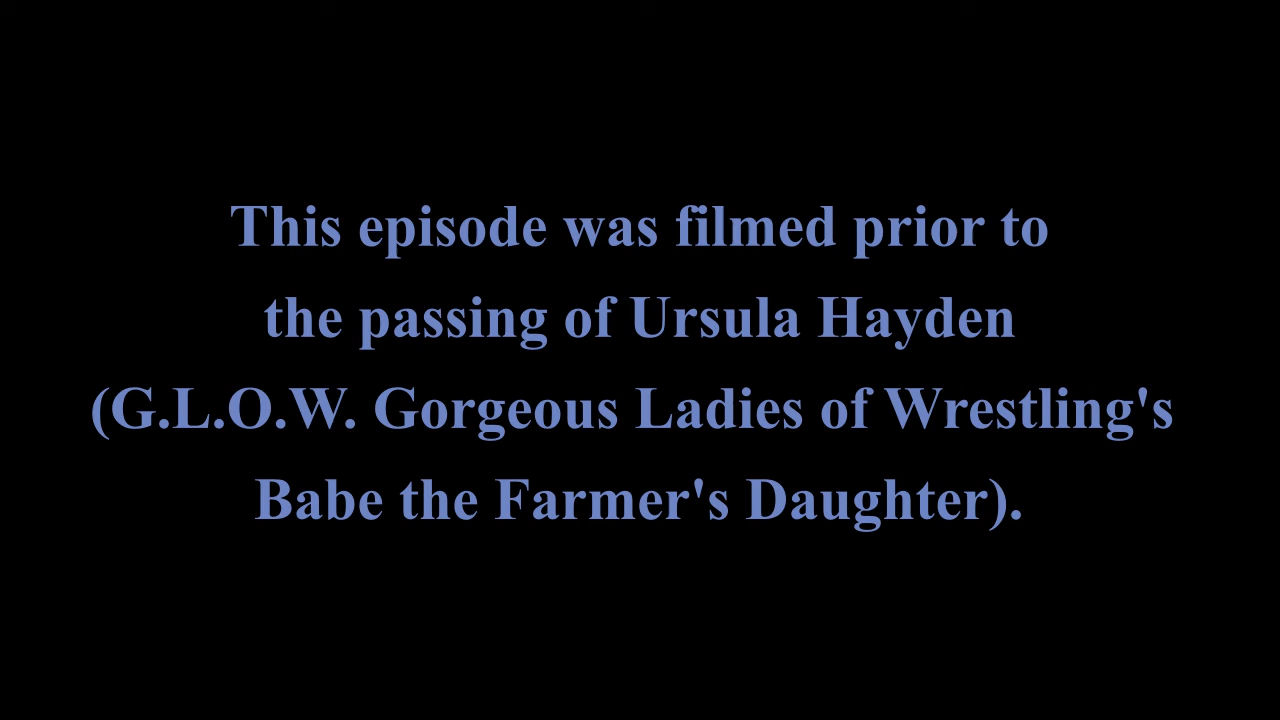 This episode was filmed prior to
the passing of Ursula Hayden
(G.L.O.W. Gorgeous Ladies of Wrestling's
Babe the Farmer's Daughter).